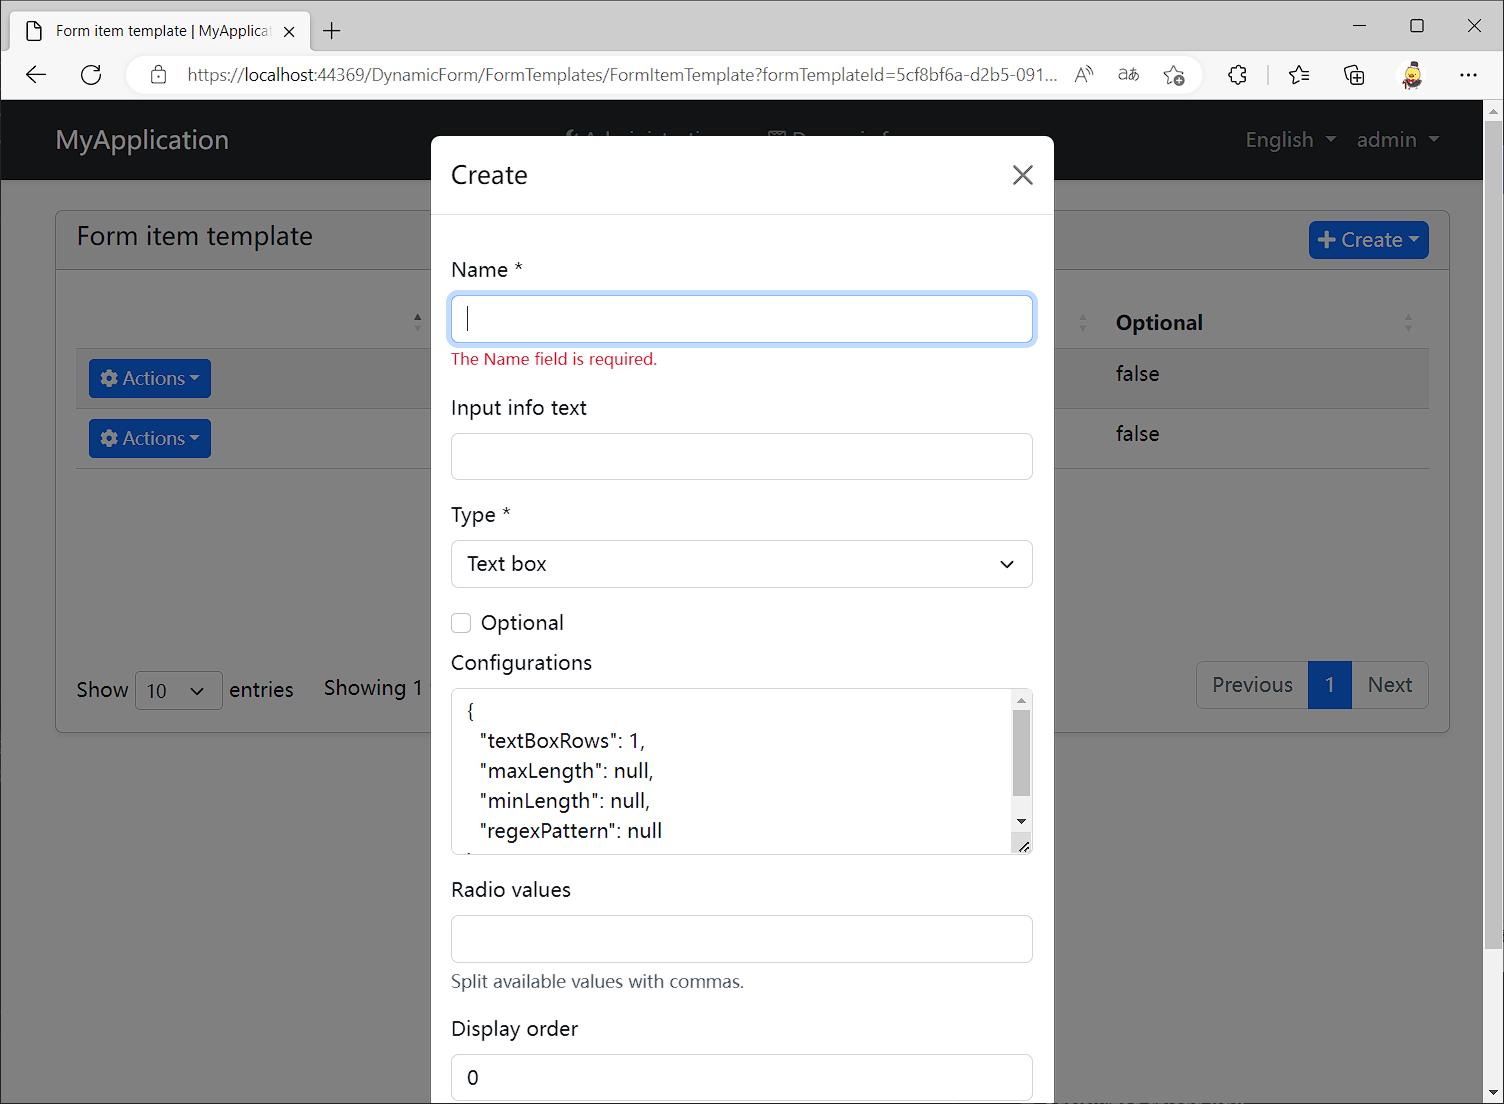 Form item template | MyApplicat
https://localhost:44369/DynamicForm/FormTemplates/FormItemTemplate?formTemplateId=5cf8bf6a-d2b5-091...
MyApplication
English
admin
Create
Form item template
Create
Name *
Optional
The Name field is required.
Actions
false
Input info text
Actions
false
Type *
Text box
Optional
Configurations
{
"textBoxRows": 1,
"maxLength": null,
"minLength": null,
"regexPattern": null
Show 10 entries
Showing 1
Previous 1 Next
Radio values
Split available values with commas.
Display order
0